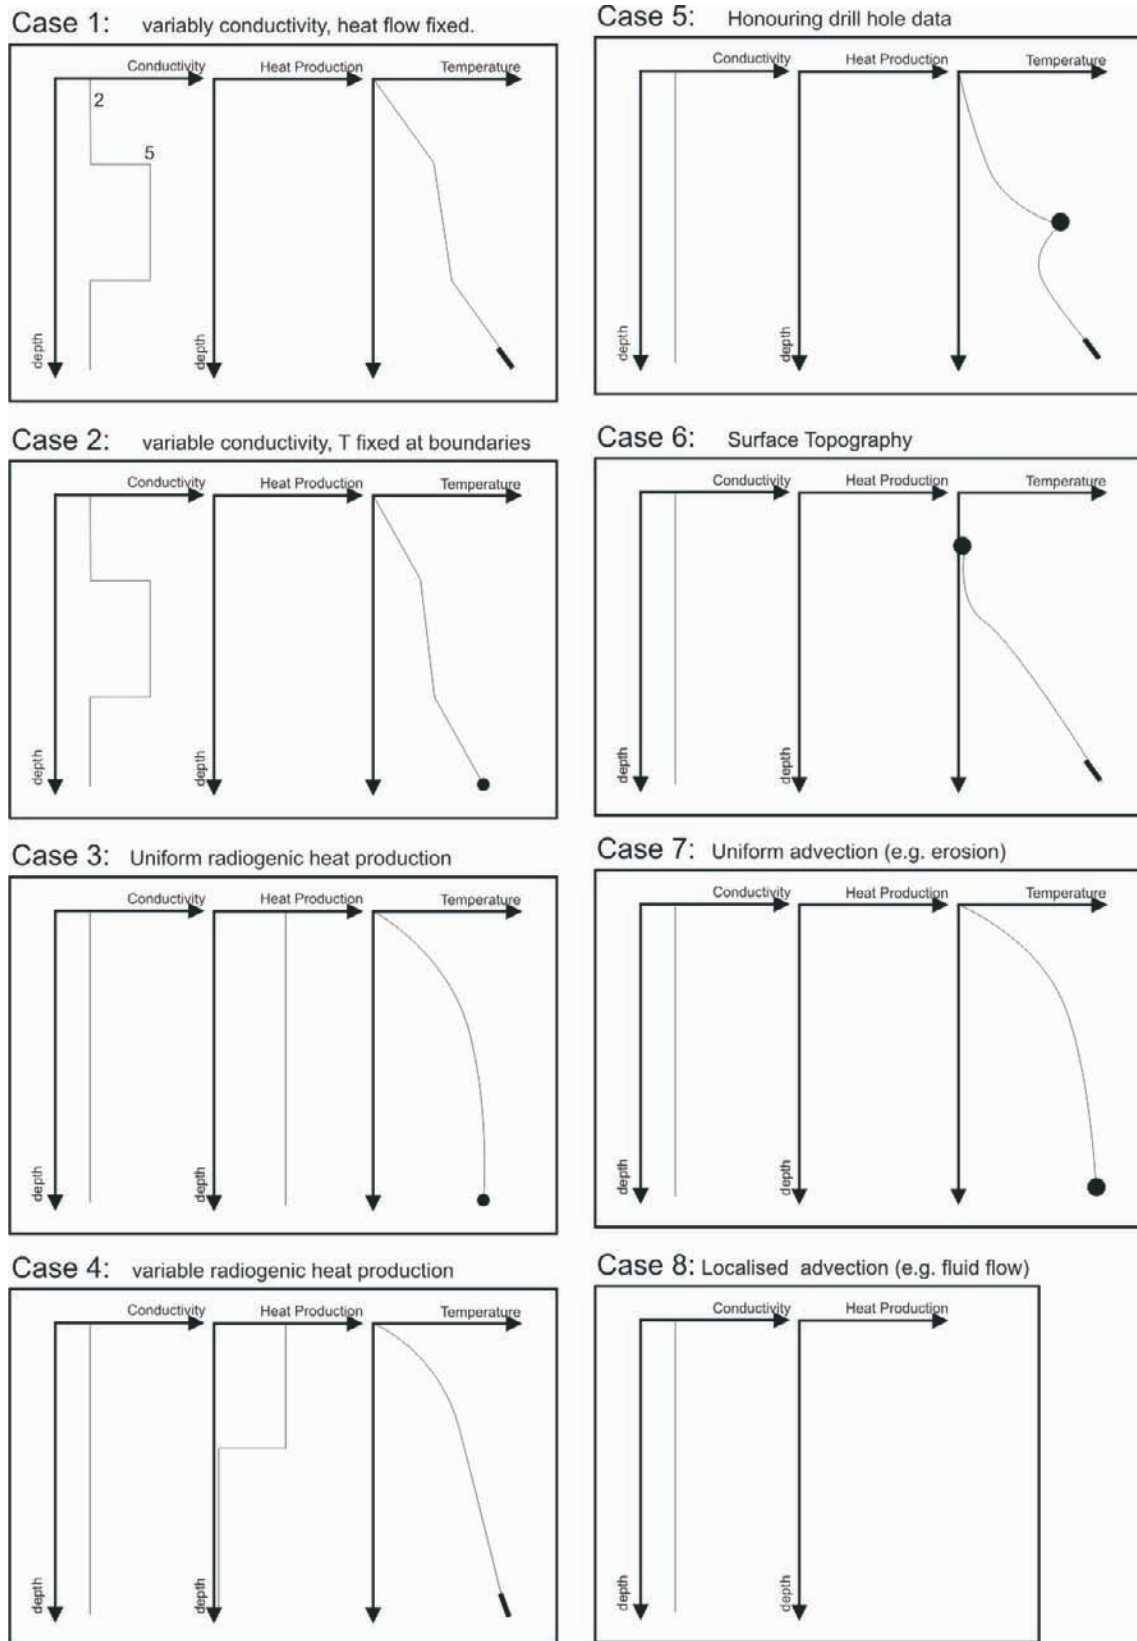 Case 1: variably conductivity, heat flow fixed.
Conductivity Heat Production Temperature
2
5
depth depth
Case 2: variable conductivity, T fixed at boundaries
Conductivity Heat Production Temperature
depth depth
Case 3: Uniform radiogenic heat production
Conductivity Heat Production Temperature
depth depth
Case 4: variable radiogenic heat production
Conductivity Heat Production Temperature
depth depth
Case 5: Honouring drill hole data
Conductivity Heat Production Temperature
depth depth
Case 6: Surface Topography
Conductivity Heat Production Temperature
depth depth
Case 7: Uniform advection (e.g. erosion)
Conductivity Heat Production Temperature
depth depth
Case 8: Localised advection (e.g. fluid flow)
Conductivity Heat Production
depth depth